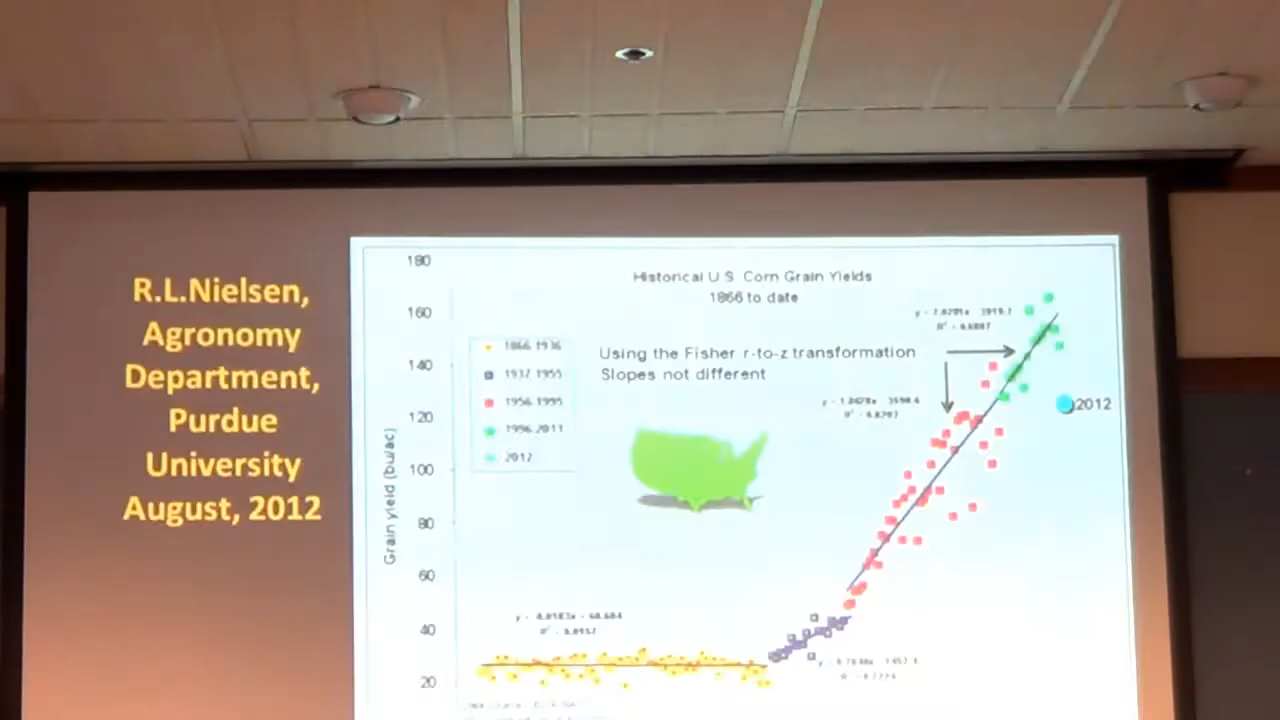 R.L.Nielsen,
Agronomy
Department,
Purdue
University
August, 2012
Historical U.S. Corn Grain Yields
1866 to date
180
160
140
120
100
80
60
40
20
Grain yield (bu/ac)
1866 1936
1937 1955
1956-1995
1996 2011
2012
Using the Fisher r-to-z transformation
Slopes not different
2012